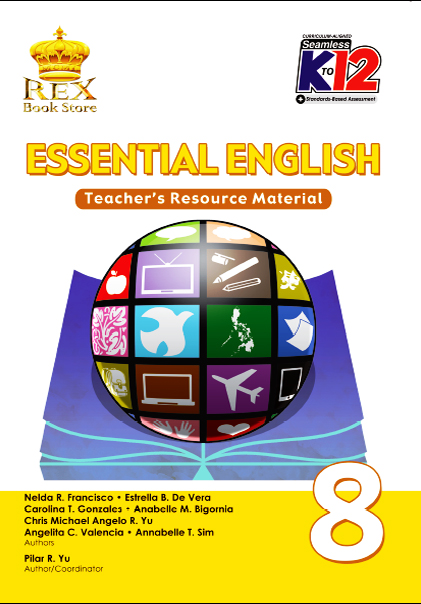 REX
Book Store
CURRICULUM-ALIGNED
Seamless
K TO 12
Standards-Based Assessment
ESSENTIAL ENGLISH
Teacher's Resource Material
Nelda R. Francisco • Estrella B. De Vera
Carolina T. Gonzales • Anabelle M. Bigornia
Chris Michael Angelo R. Yu
Angelita C. Valencia • Annabelle T. Sim
Authors
Pilar R. Yu
Author/Coordinator
8